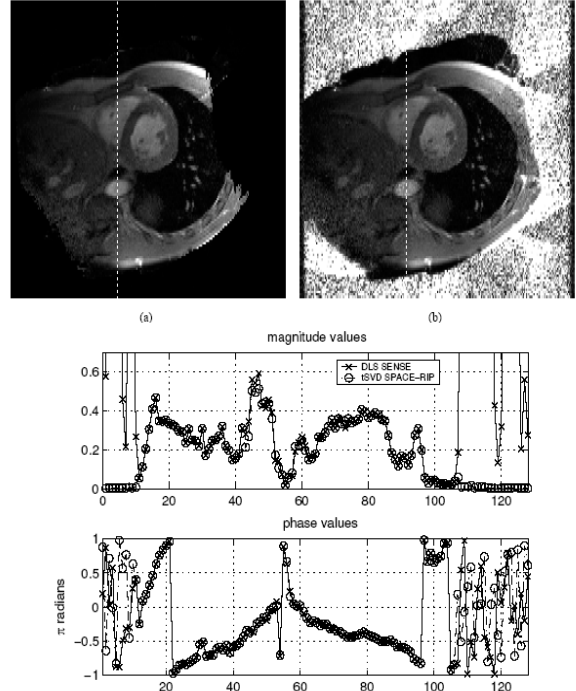 (a)
(b)
magnitude values
0.6
0.4
0.2
0
DLS SENSE
tSVD SPACE-RIP
0 20 40 60 80 100 120
phase values
π radians
1
0.5
0
-0.5
-1
0 20 40 60 80 100 120